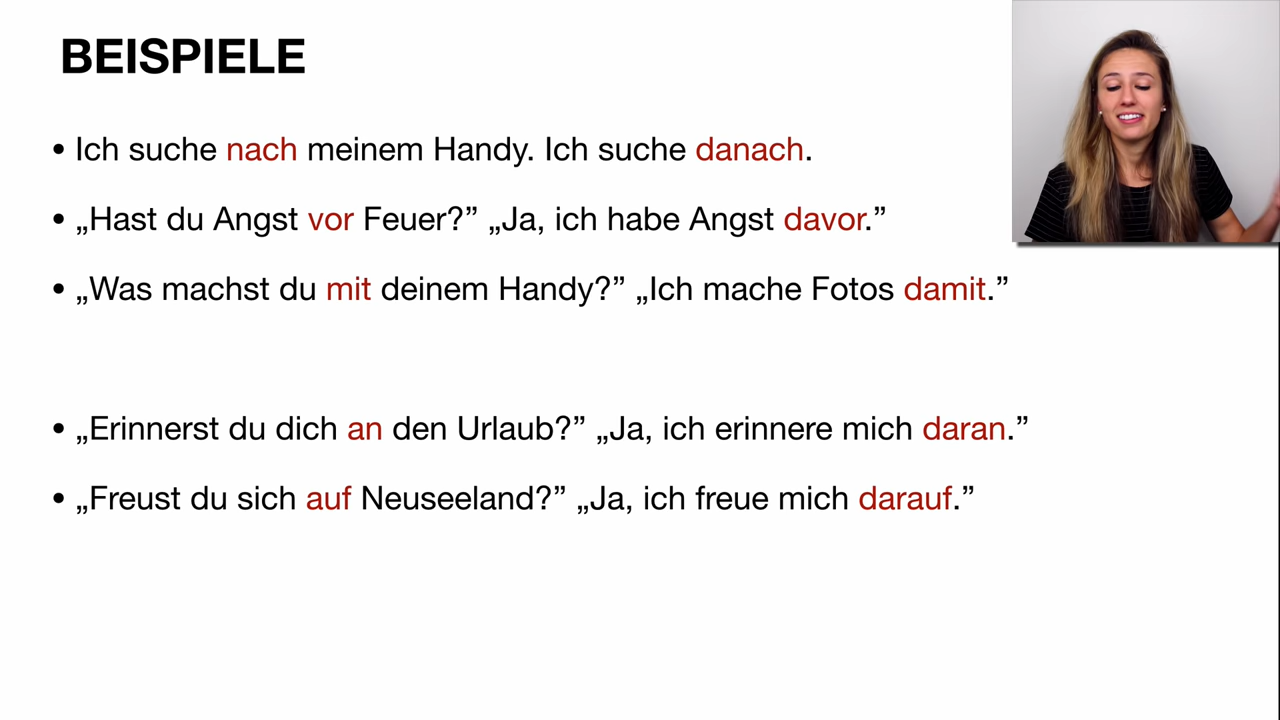 BEISPIELE
• Ich suche nach meinem Handy. Ich suche danach.
• „Hast du Angst vor Feuer?” „Ja, ich habe Angst davor.”
• „Was machst du mit deinem Handy?” „Ich mache Fotos damit.”
• „Erinnerst du dich an den Urlaub?” „Ja, ich erinnere mich daran.”
• „Freust du sich auf Neuseeland?” „Ja, ich freue mich darauf.”